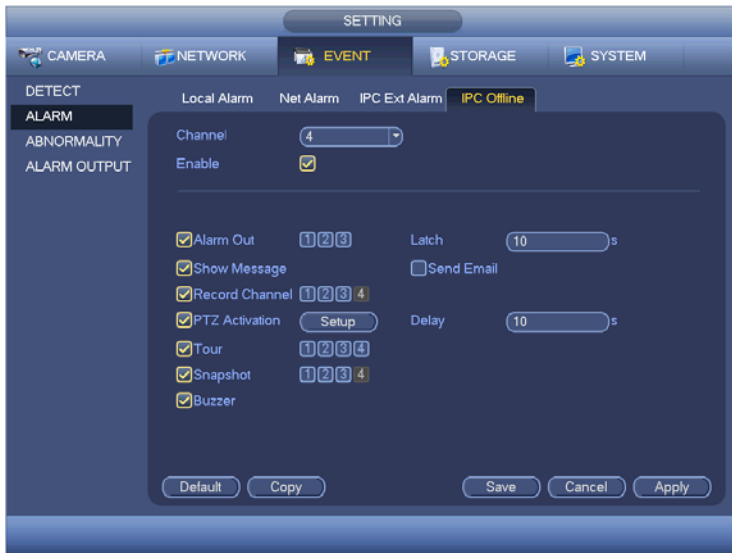 SETTING
CAMERA NETWORK EVENT STORAGE SYSTEM
DETECT
ALARM
ABNORMALITY
ALARM OUTPUT
Local Alarm Net Alarm IPC Ext Alarm IPC Offline
Channel 4
Enable
Alarm Out 1 2 3 Latch 10 s
Show Message Send Email
Record Channel 1 2 3 4
PTZ Activation Setup Delay 10 s
Tour 1 2 3 4
Snapshot 1 2 3 4
Buzzer
Default Copy Save Cancel Apply